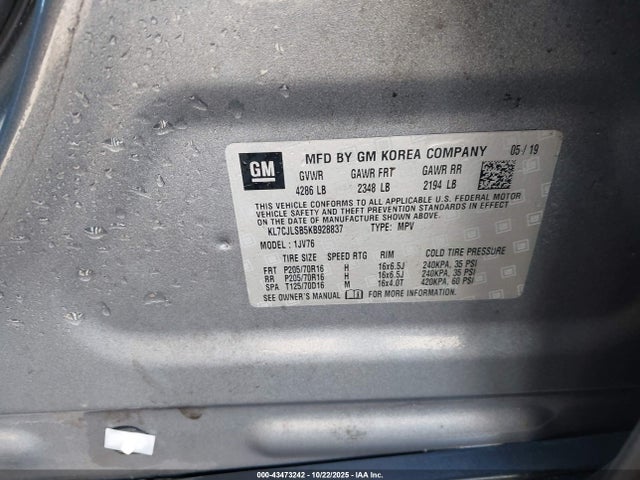 GM
MFD BY GM KOREA COMPANY 05/19
GVWR GAWR FRT GAWR RR
4286 LB 2348 LB 2194 LB
THIS VEHICLE CONFORMS TO ALL APPLICABLE U.S. FEDERAL MOTOR
VEHICLE SAFETY, BUMPER, AND THEFT PREVENTION STANDARDS IN EFFECT ON
THE DATE OF MANUFACTURE SHOWN ABOVE.
KL7CJLSB5KB928837 TYPE: MPV
MODEL: 1JV76
TIRE SIZE SPEED RTG RIM COLD TIRE PRESSURE
FRT P205/70R16 H 16x6.5J 240KPA, 35 PSI
RR P205/70R16 H 16x6.5J 240KPA, 35 PSI
SPA T125/70D16 M 16x4.0T 420KPA, 60 PSI
SEE OWNER'S MANUAL FOR MORE INFORMATION.
000-43473242 - 10/22/2025 - IAA Inc.